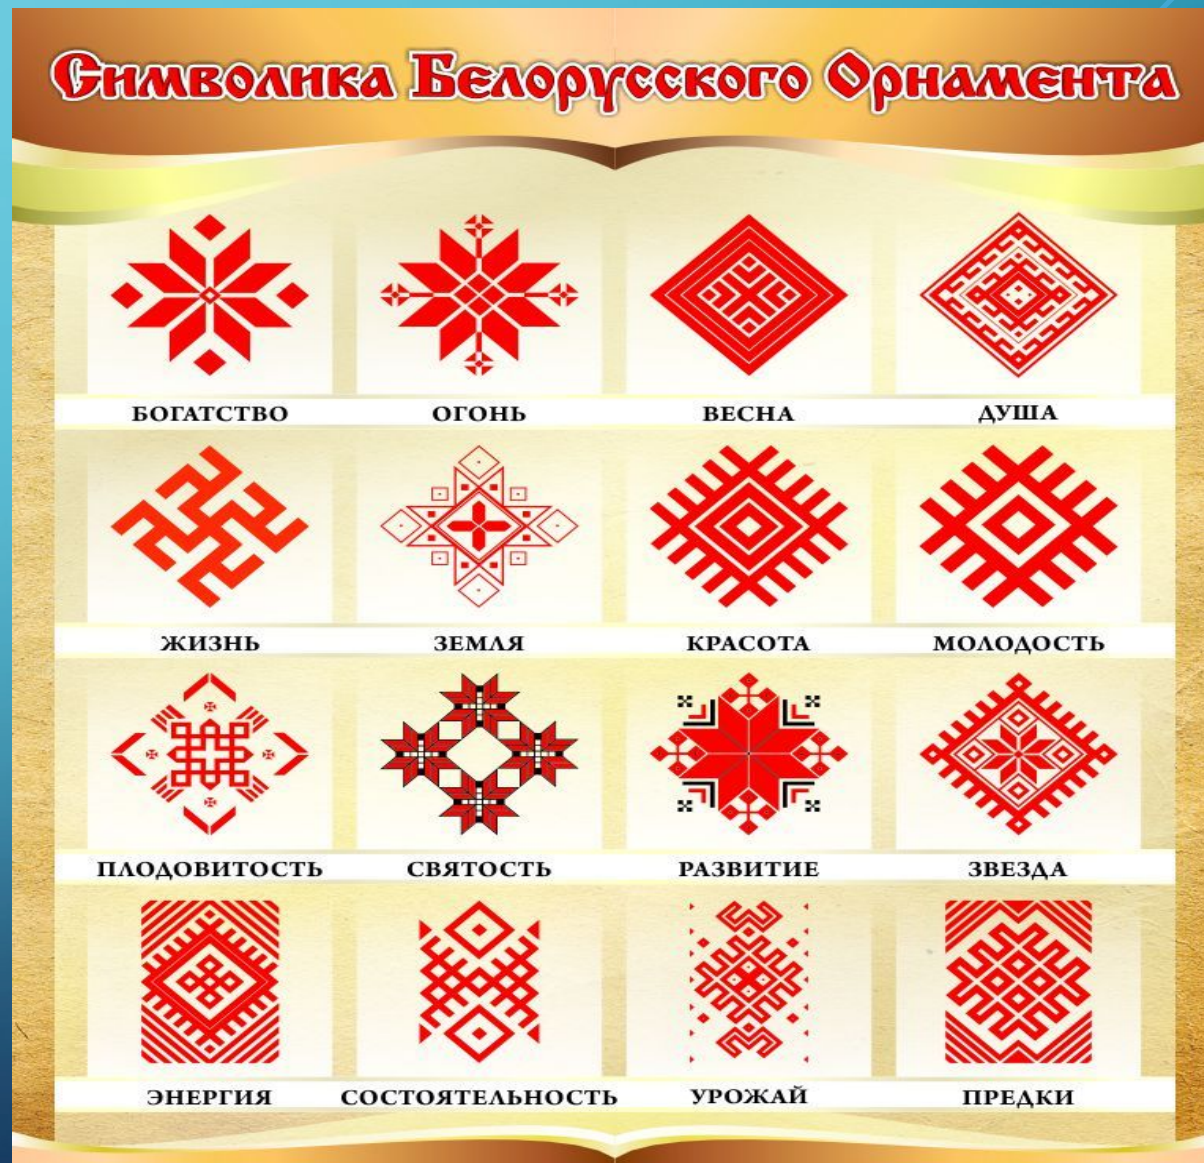 Символика Белорусского Орнамента
БОГАТСТВО ОГОНЬ ВЕСНА ДУША
ЖИЗНЬ ЗЕМЛЯ КРАСОТА МОЛОДОСТЬ
ПЛОДОВИТОСТЬ СВЯТОСТЬ РАЗВИТИЕ ЗВЕЗДА
ЭНЕРГИЯ СОСТОЯТЕЛЬНОСТЬ УРОЖАЙ ПРЕДКИ